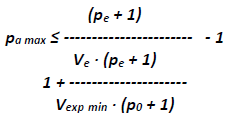 (pe + 1)
pa max ≤ ------------------------ - 1
Ve · (pe + 1)
1 + ----------------------
Vexp min · (p0 + 1)